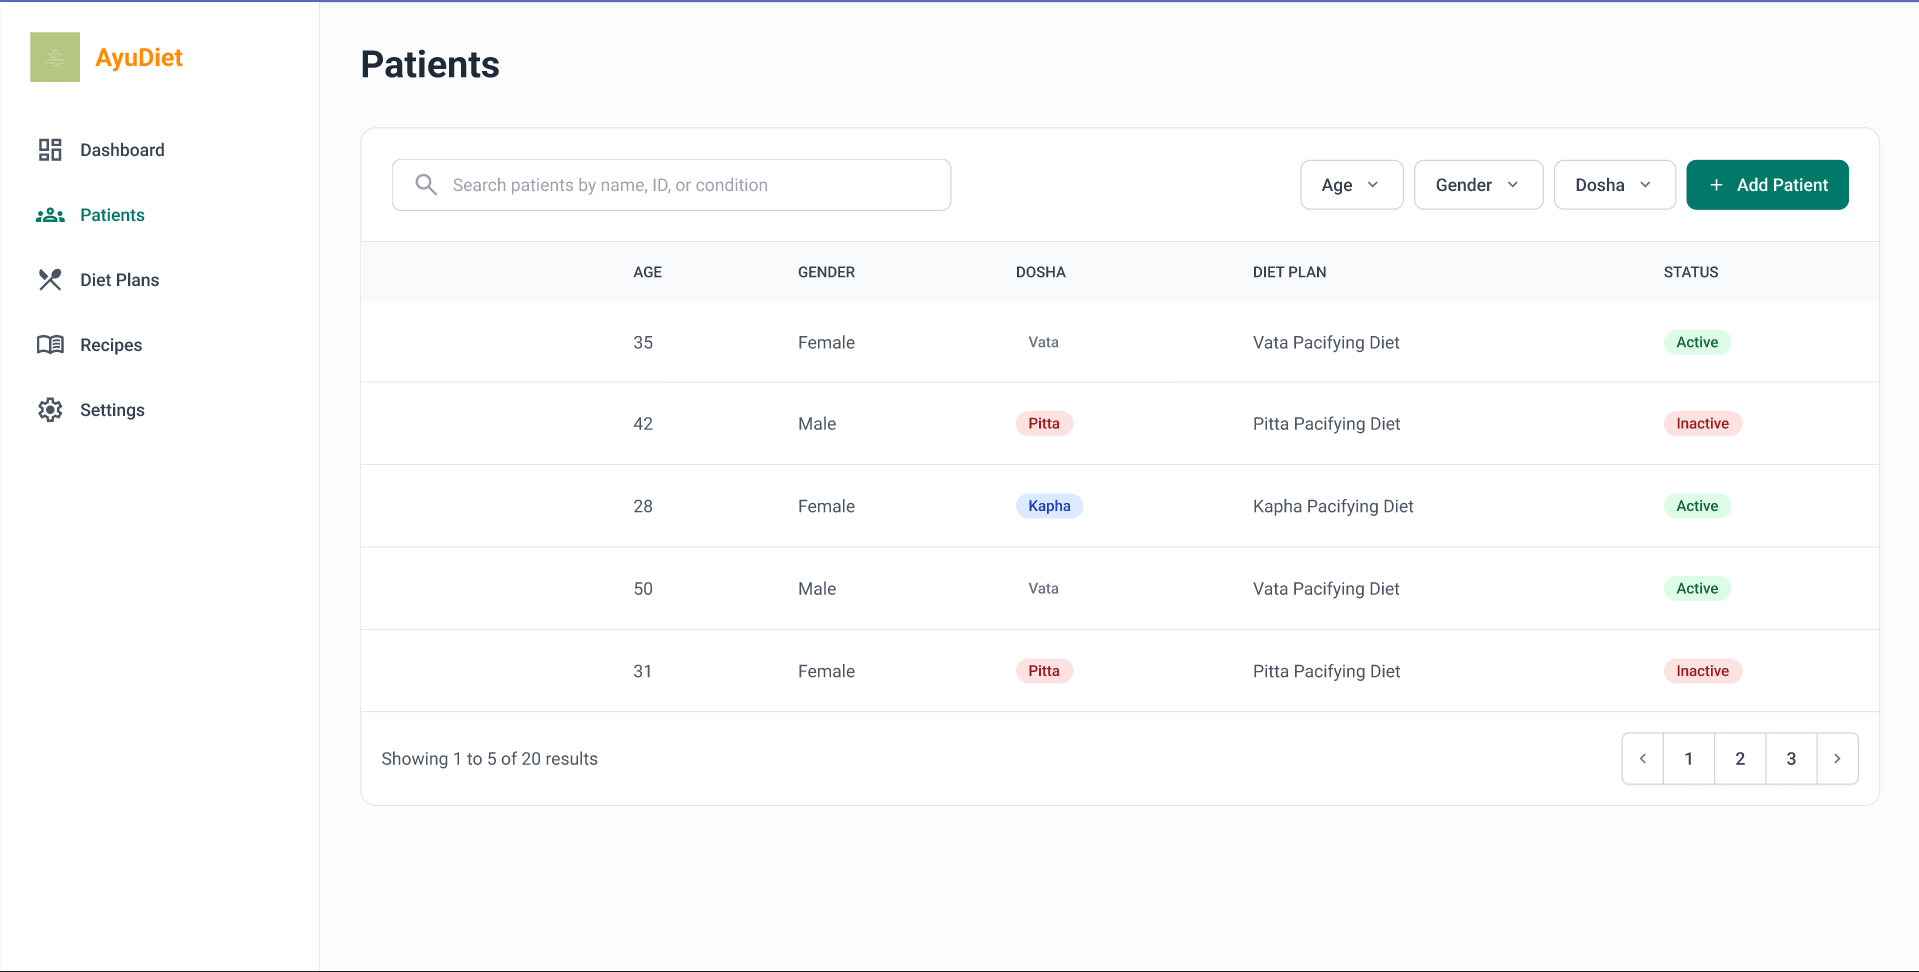 AyuDiet
Dashboard
Patients
Diet Plans
Recipes
Settings
Patients
Search patients by name, ID, or condition
Age
Gender
Dosha
+ Add Patient
AGE GENDER DOSHA DIET PLAN STATUS
35 Female Vata Vata Pacifying Diet Active
42 Male Pitta Pitta Pacifying Diet Inactive
28 Female Kapha Kapha Pacifying Diet Active
50 Male Vata Vata Pacifying Diet Active
31 Female Pitta Pitta Pacifying Diet Inactive
Showing 1 to 5 of 20 results
1 2 3